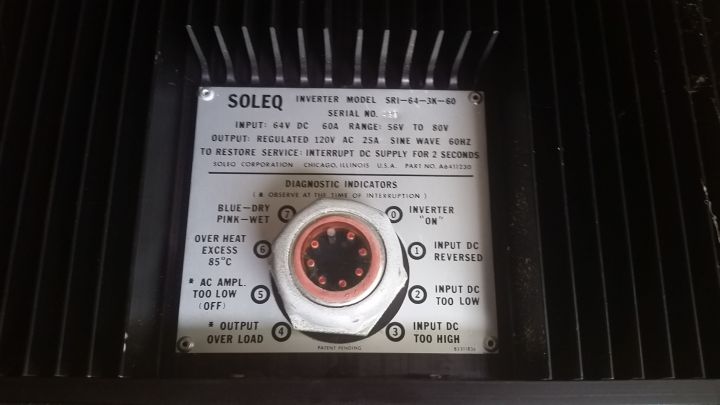 SOLEQ INVERTER MODEL SRI-64-3K-60
SERIAL NO.
INPUT: 64V DC 60A RANGE: 56V TO 80V
OUTPUT: REGULATED 120V AC 25A SINE WAVE 60HZ
TO RESTORE SERVICE: INTERRUPT DC SUPPLY FOR 2 SECONDS
SOLEQ CORPORATION CHICAGO, ILLINOIS U.S.A. PART NO. A6411230
DIAGNOSTIC INDICATORS
( * OBSERVE AT THE TIME OF INTERRUPTION )
BLUE-DRY
PINK-WET
7
0
INVERTER
"ON"
OVER HEAT
EXCESS
85°C
6
1
INPUT DC
REVERSED
* AC AMPL.
TOO LOW
(OFF)
5
2
INPUT DC
TOO LOW
* OUTPUT
OVER LOAD
4
3
INPUT DC
TOO HIGH
PATENT PENDING